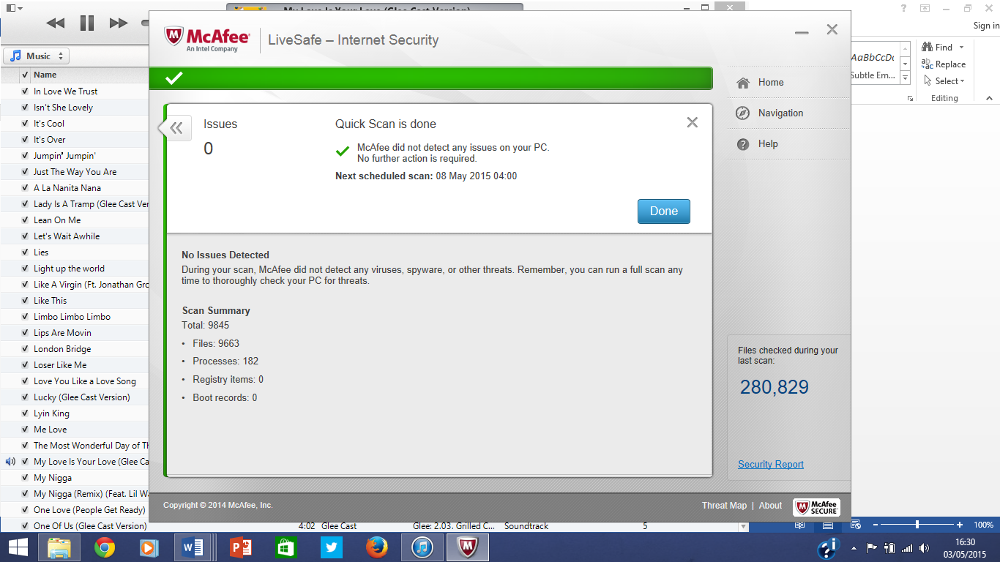 My Love Is Your Love (Glee Cast Version)
Sign in
McAfee
An Intel Company
LiveSafe – Internet Security
Music
Name
In Love We Trust
Isn't She Lovely
It's Cool
It's Over
Jumpin' Jumpin'
Just The Way You Are
A La Nanita Nana
Lady Is A Tramp (Glee Cast Ver
Lean On Me
Let's Wait Awhile
Lies
Light up the world
Like A Virgin (Ft. Jonathan Gro
Like This
Limbo Limbo Limbo
Lips Are Movin
London Bridge
Loser Like Me
Love You Like a Love Song
Lucky (Glee Cast Version)
Lyin King
Me Love
The Most Wonderful Day of Th
My Love Is Your Love (Glee Ca
My Nigga
My Nigga (Remix) (Feat. Lil Wa
One Love (People Get Ready)
One Of Us (Glee Cast Version) 4:02 Glee Cast Glee: 2.03. Grilled C... Soundtrack 5
Issues
0
Quick Scan is done
McAfee did not detect any issues on your PC.
No further action is required.
Next scheduled scan: 08 May 2015 04:00
Done
No Issues Detected
During your scan, McAfee did not detect any viruses, spyware, or other threats. Remember, you can run a full scan any
time to thoroughly check your PC for threats.
Scan Summary
Total: 9845
• Files: 9663
• Processes: 182
• Registry items: 0
• Boot records: 0
Home
Navigation
Help
Files checked during your
last scan:
280,829
Security Report
Copyright © 2014 McAfee, Inc.
Threat Map | About
McAfee
SECURE
AaBbCcDc
Subtle Em...
Find
Replace
Select
Editing
100%
16:30
03/05/2015